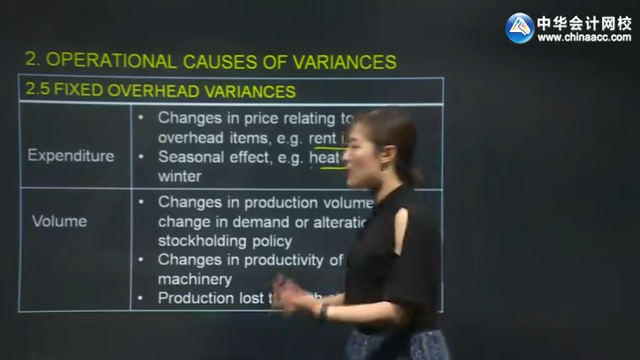 中华会计网校
www.chinaacc.com
2. OPERATIONAL CAUSES OF VARIANCES
2.5 FIXED OVERHEAD VARIANCES
Expenditure
• Changes in price relating to
overhead items, e.g. rent
• Seasonal effect, e.g.
winter
Volume
• Changes in production volume
change in demand or
stockholding policy
• Changes in productivity of
machinery
• Production lost